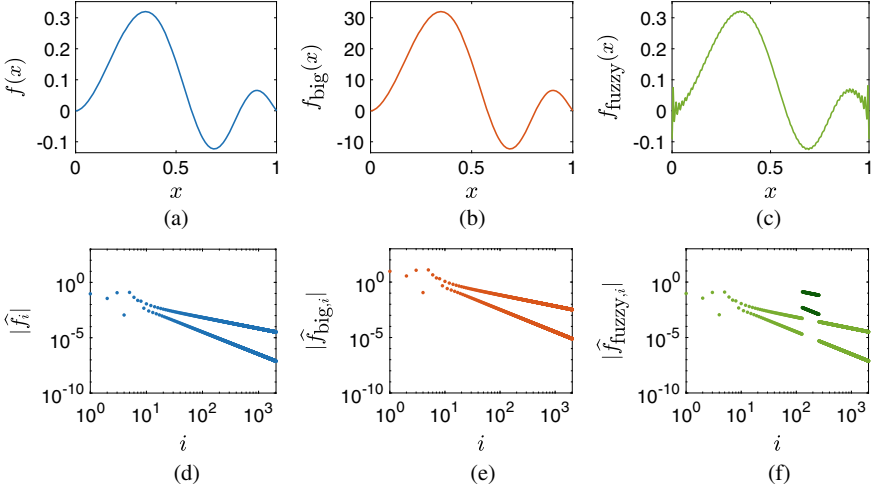 f(x)
0.3
0.2
0.1
0
-0.1
0
0.5
1
x
(a)
f_big(x)
30
20
10
0
-10
0
0.5
1
x
(b)
f_fuzzy(x)
0.3
0.2
0.1
0
-0.1
0
0.5
1
x
(c)
|f̂_i|
10^0
10^-5
10^-10
10^0
10^1
10^2
10^3
i
(d)
|f̂_big,i|
10^0
10^-5
10^-10
10^0
10^1
10^2
10^3
i
(e)
|f̂_fuzzy,i|
10^0
10^-5
10^-10
10^0
10^1
10^2
10^3
i
(f)